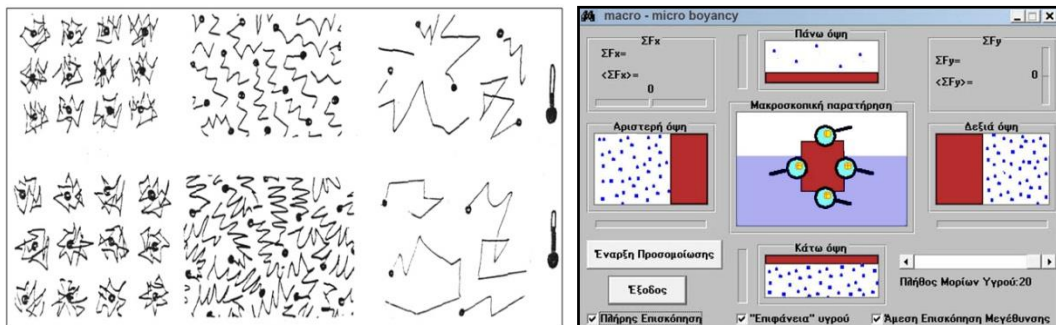 macro - micro boyancy
ΣFx
ΣFx=
<ΣFx>=
0
Πάνω όψη
ΣFy
ΣFy=
<ΣFy>=
0
Μακροσκοπική παρατήρηση
Αριστερή όψη
Δεξιά όψη
Έναρξη Προσομοίωσης
Έξοδος
Κάτω όψη
Πλήθος Μορίων Υγρού:20
Πλήρης Επισκόπηση
"Επιφάνεια" υγρού
Άμεση Επισκόπηση Μεγέθυνσης